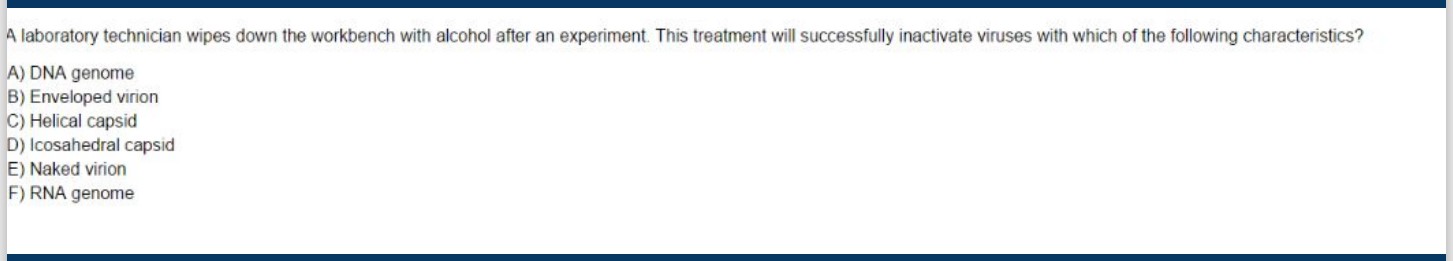 A laboratory technician wipes down the workbench with alcohol after an experiment. This treatment will successfully inactivate viruses with which of the following characteristics?
A) DNA genome
B) Enveloped virion
C) Helical capsid
D) Icosahedral capsid
E) Naked virion
F) RNA genome